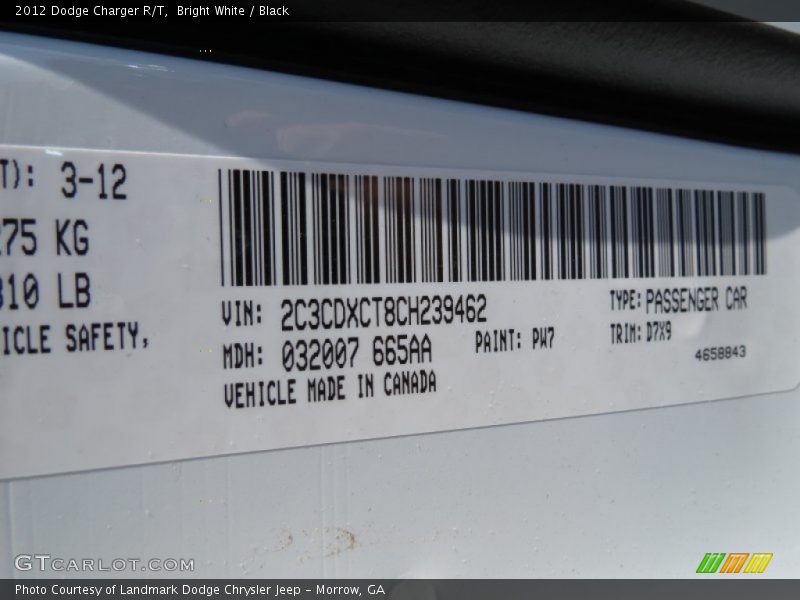 2012 Dodge Charger R/T,  Bright White / Black
T): 3-12
75 KG
310 LB
ICLE SAFETY,
VIN: 2C3CDXCT8CH239462
TYPE: PASSENGER CAR
MDH: 032007 665AA
PAINT: PW7
TRIM: D7X9
4658843
VEHICLE MADE IN CANADA
GTCARLOT.COM
Photo Courtesy of Landmark Dodge Chrysler Jeep - Morrow, GA